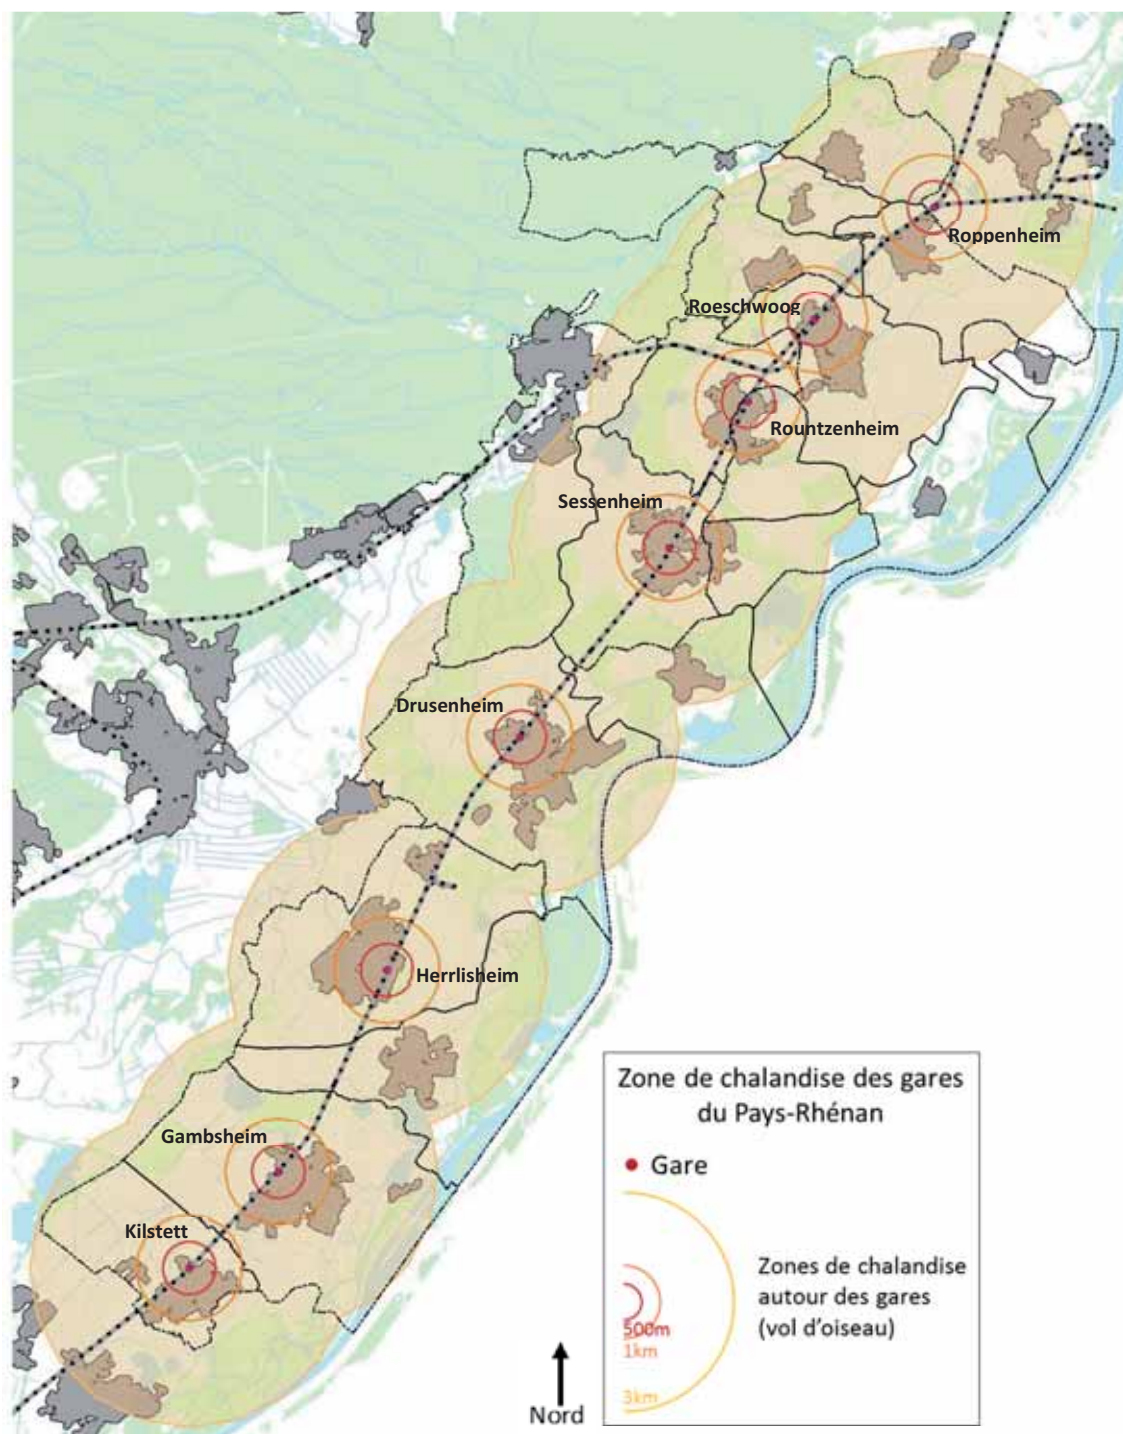 Roppenheim
Roeschwoog
Rountzenheim
Sessenheim
Drusenheim
Herrlisheim
Gambsheim
Kilstett
Zone de chalandise des gares
du Pays-Rhénan
Gare
Zones de chalandise
autour des gares
(vol d'oiseau)
500m
1km
3km
Nord